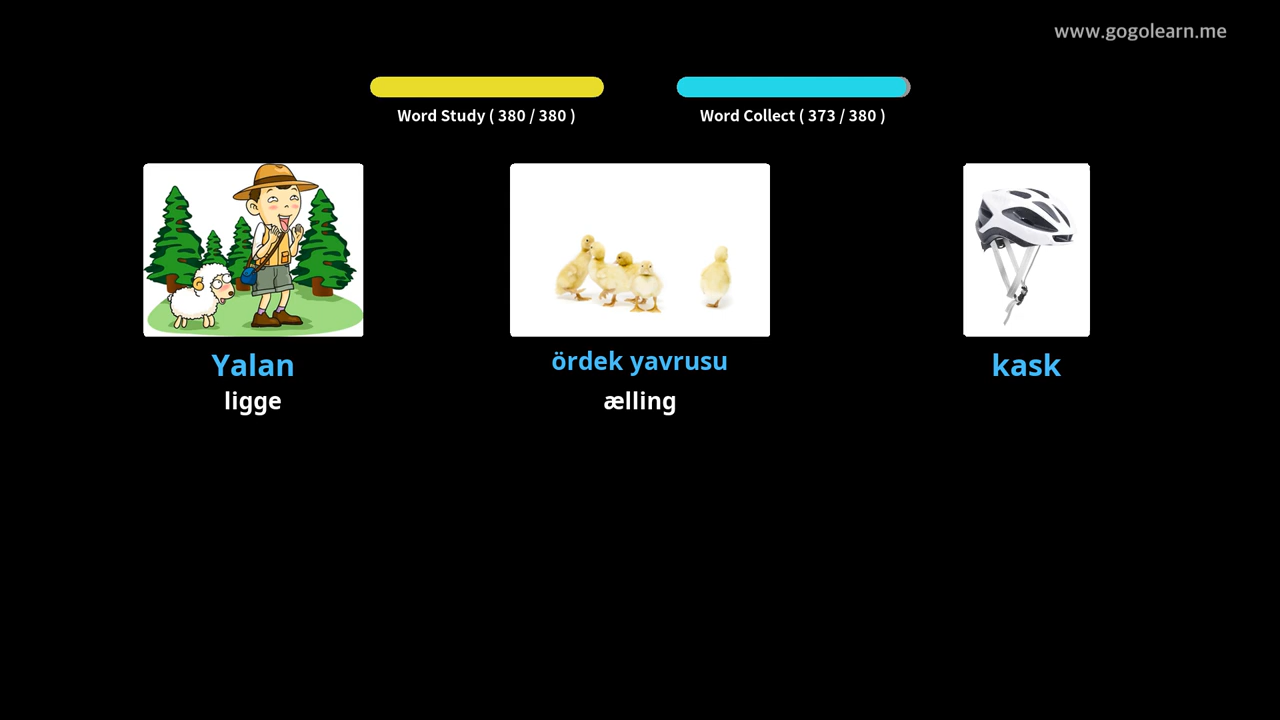 www.gogolearn.me
Word Study ( 380 / 380 )
Word Collect ( 373 / 380 )
Yalan
ligge
ördek yavrusu
ælling
kask